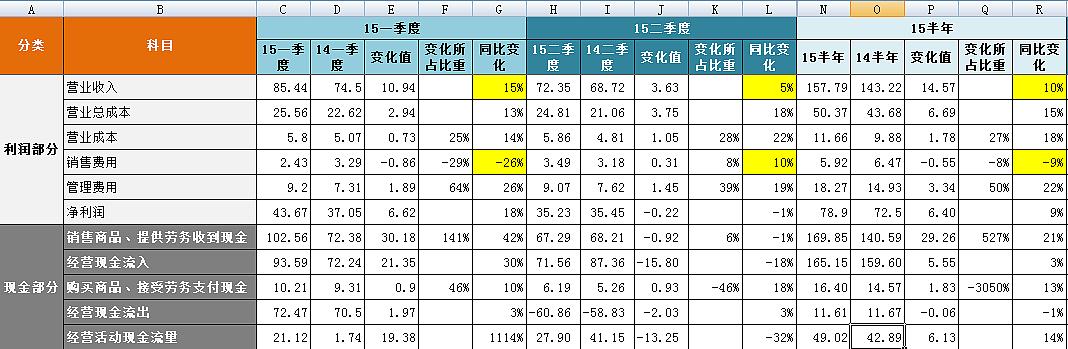 A B C D E F G H I J K L N O P Q R
分类 科目 15一季度 15二季度 15半年
15一季度 14一季度 变化值 变化所占比重 同比变化 15二季度 14二季度 变化值 变化所占比重 同比变化 15半年 14半年 变化值 变化所占比重 同比变化
利润部分
营业收入 85.44 74.5 10.94 15% 72.35 68.72 3.63 5% 157.79 143.22 14.57 10%
营业总成本 25.56 22.62 2.94 13% 24.81 21.06 3.75 18% 50.37 43.68 6.69 15%
营业成本 5.8 5.07 0.73 25% 14% 5.86 4.81 1.05 28% 22% 11.66 9.88 1.78 27% 18%
销售费用 2.43 3.29 -0.86 -29% -26% 3.49 3.18 0.31 8% 10% 5.92 6.47 -0.55 -8% -9%
管理费用 9.2 7.31 1.89 64% 26% 9.07 7.62 1.45 39% 19% 18.27 14.93 3.34 50% 22%
净利润 43.67 37.05 6.62 18% 35.23 35.45 -0.22 -1% 78.9 72.5 6.40 9%
现金部分
销售商品、提供劳务收到现金 102.56 72.38 30.18 141% 42% 67.29 68.21 -0.92 6% -1% 169.85 140.59 29.26 527% 21%
经营现金流入 93.59 72.24 21.35 30% 71.56 87.36 -15.80 -18% 165.15 159.60 5.55 3%
购买商品、接受劳务支付现金 10.21 9.31 0.9 46% 10% 6.19 5.26 0.93 -46% 18% 16.40 14.57 1.83 -3050% 13%
经营现金流出 72.47 70.5 1.97 3% -60.86 -58.83 -2.03 3% 11.61 11.67 -0.06 -1%
经营活动现金流量 21.12 1.74 19.38 1114% 27.90 41.15 -13.25 -32% 49.02 42.89 6.13 14%